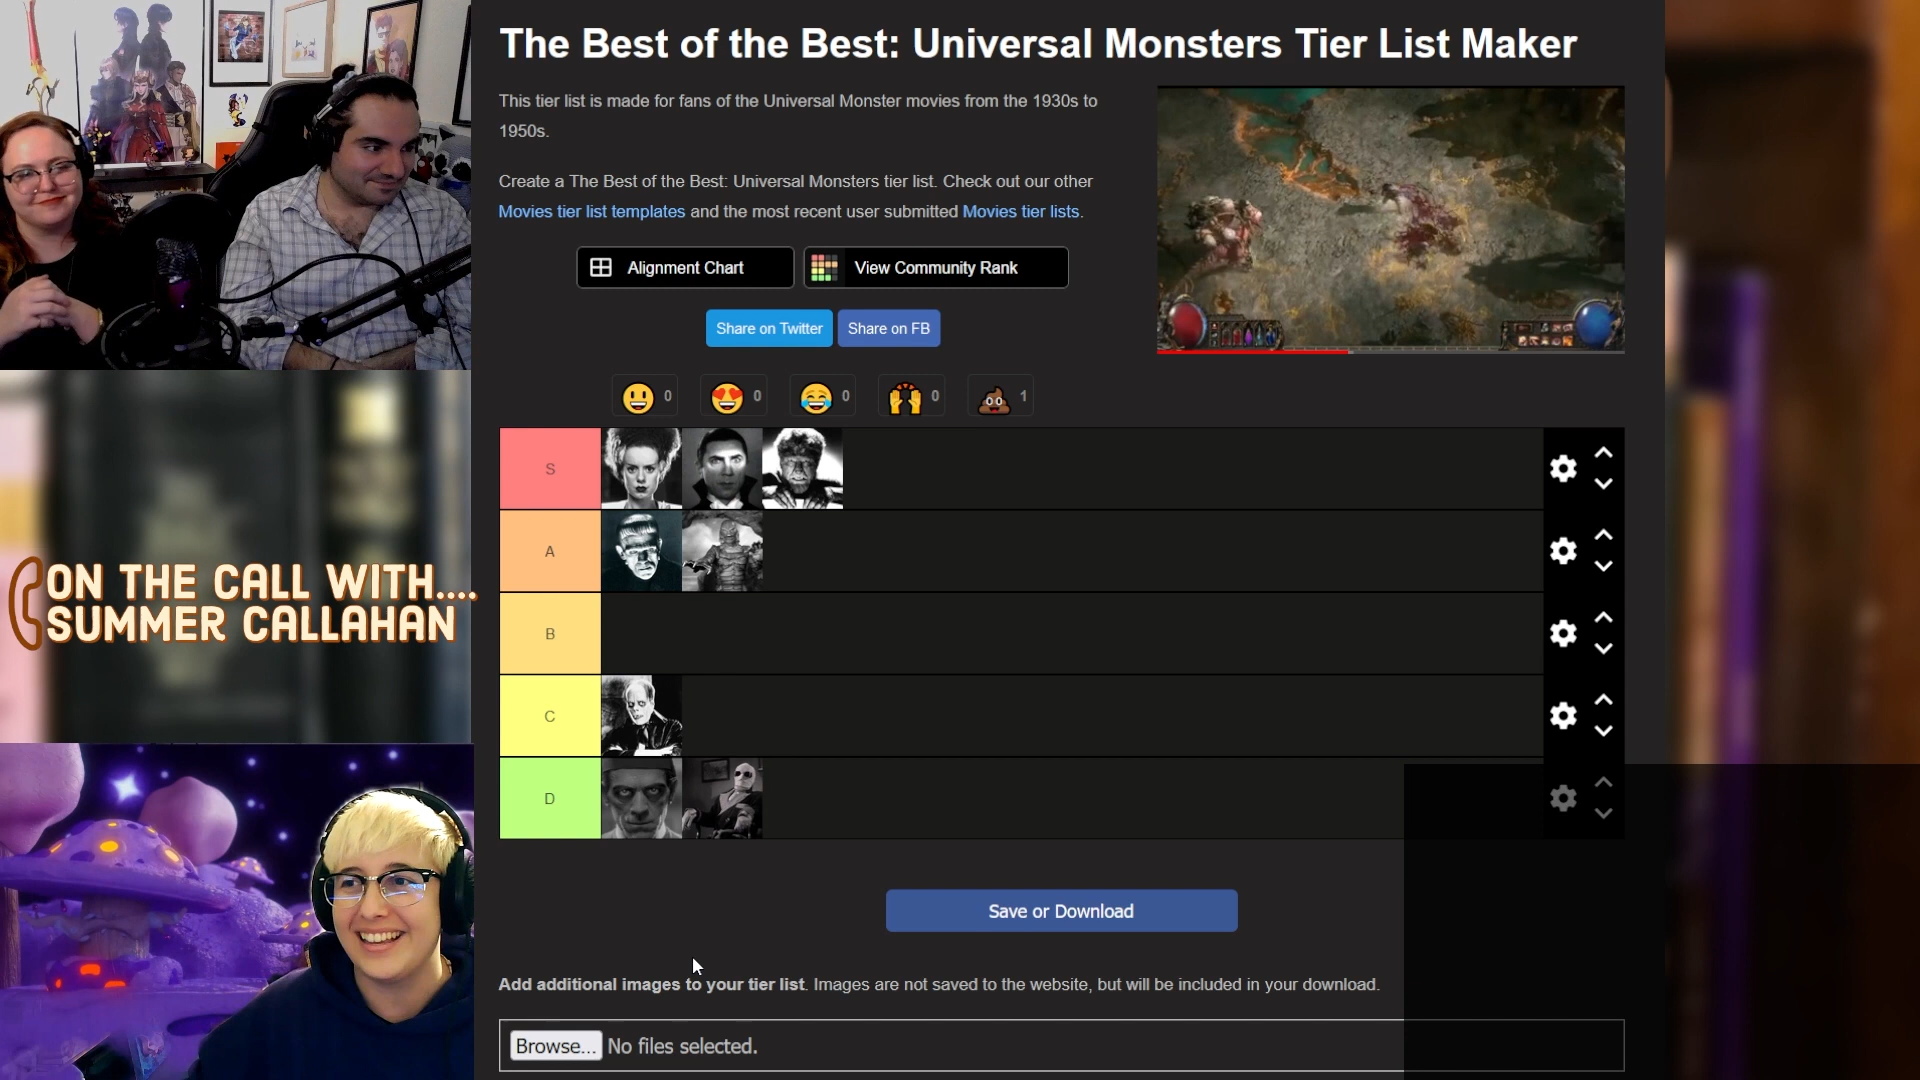 The Best of the Best: Universal Monsters Tier List Maker
This tier list is made for fans of the Universal Monster movies from the 1930s to
1950s.
Create a The Best of the Best: Universal Monsters tier list. Check out our other
Movies tier list templates and the most recent user submitted Movies tier lists.
Alignment Chart
View Community Rank
Share on Twitter
Share on FB
0
0
0
0
1
S
A
B
C
D
ON THE CALL WITH....
SUMMER CALLAHAN
Save or Download
Add additional images to your tier list. Images are not saved to the website, but will be included in your download.
Browse... No files selected.